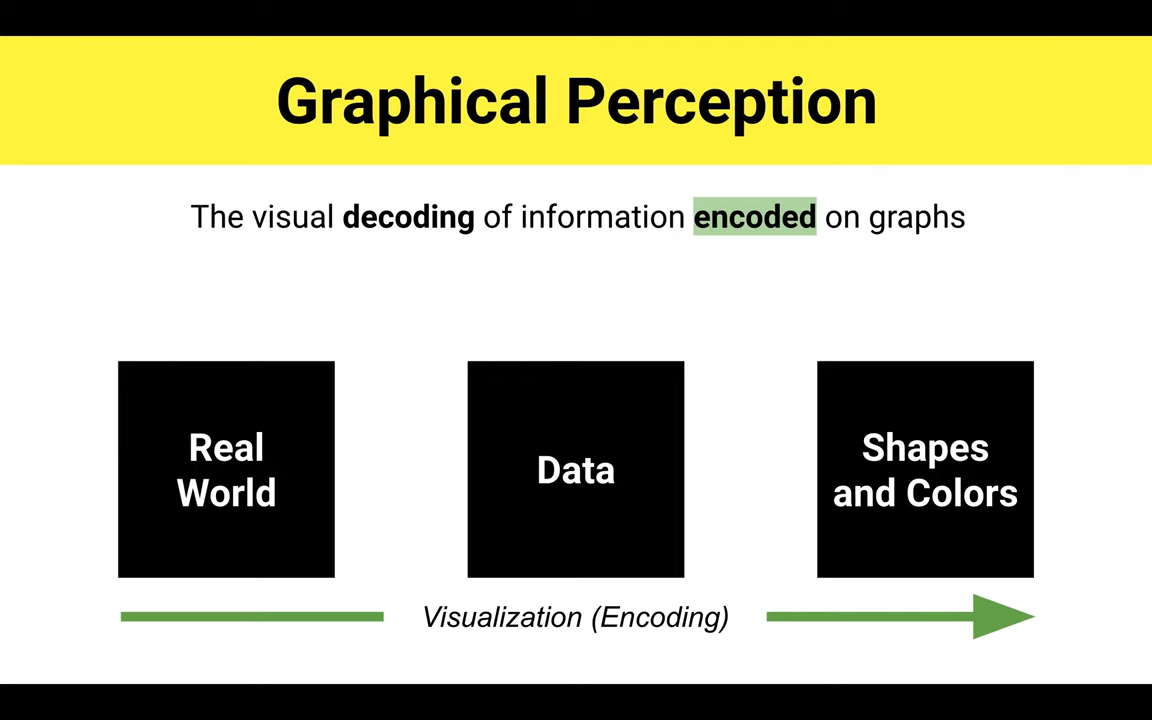 Graphical Perception
The visual decoding of information encoded on graphs
Real
World
Data
Shapes
and Colors
Visualization (Encoding)